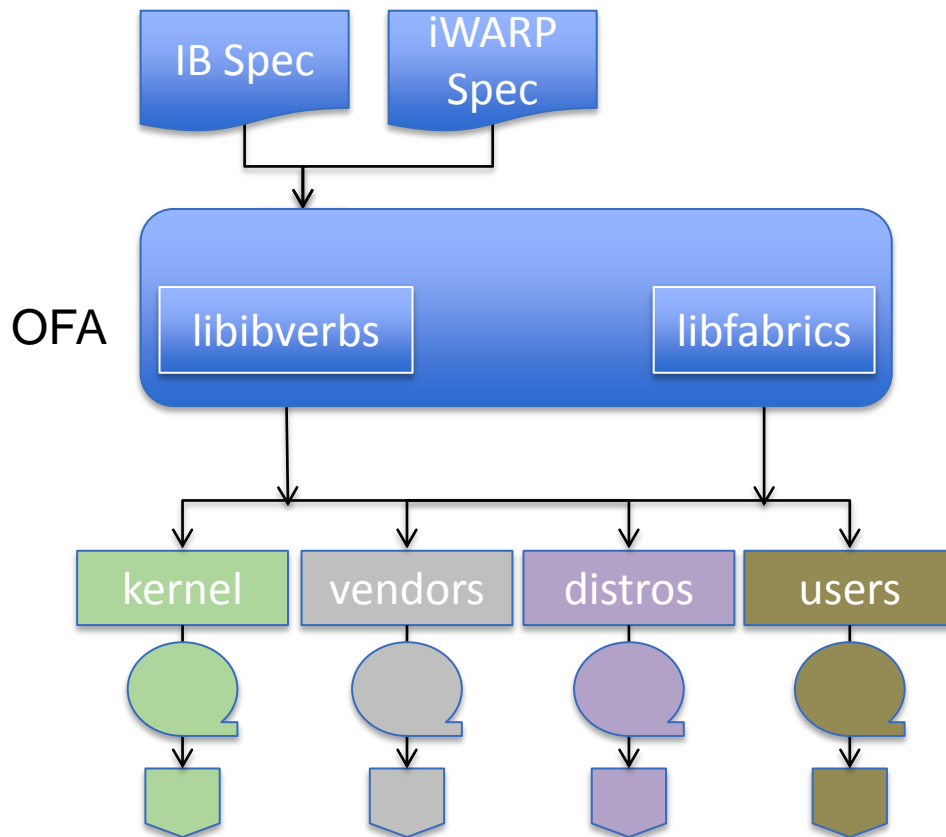 IB Spec
iWARP
Spec
OFA
libibverbs
libfabrics
kernel
vendors
distros
users